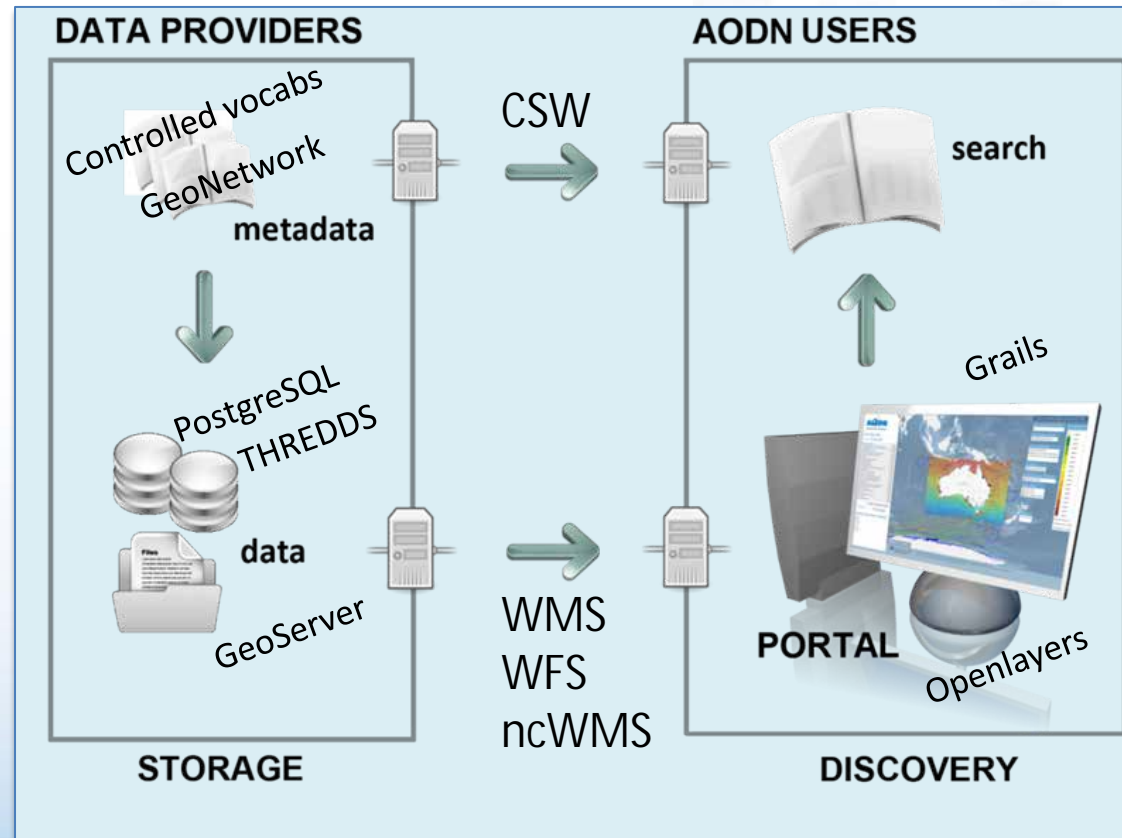 DATA PROVIDERS
AODN USERS
Controlled vocabs
GeoNetwork
metadata
CSW
search
PostgreSQL
THREDDS
data
GeoServer
WMS
WFS
ncWMS
Grails
Files
PORTAL
Openlayers
STORAGE
DISCOVERY